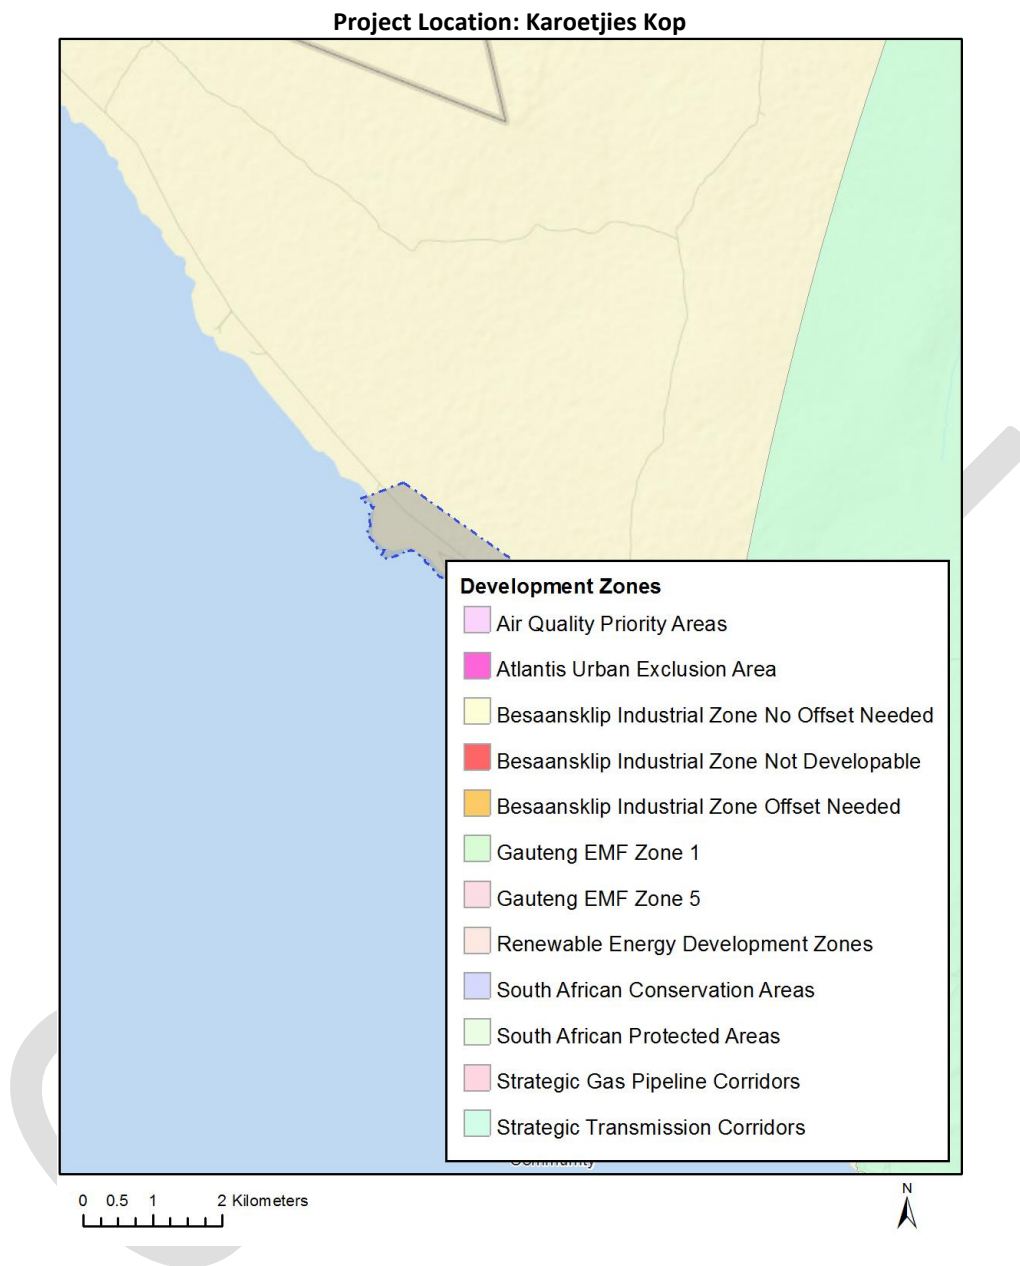 Project Location: Karoetjies Kop
Development Zones
Air Quality Priority Areas
Atlantis Urban Exclusion Area
Besaansklip Industrial Zone No Offset Needed
Besaansklip Industrial Zone Not Developable
Besaansklip Industrial Zone Offset Needed
Gauteng EMF Zone 1
Gauteng EMF Zone 5
Renewable Energy Development Zones
South African Conservation Areas
South African Protected Areas
Strategic Gas Pipeline Corridors
Strategic Transmission Corridors
Community
0 0.5 1 2 Kilometers
N